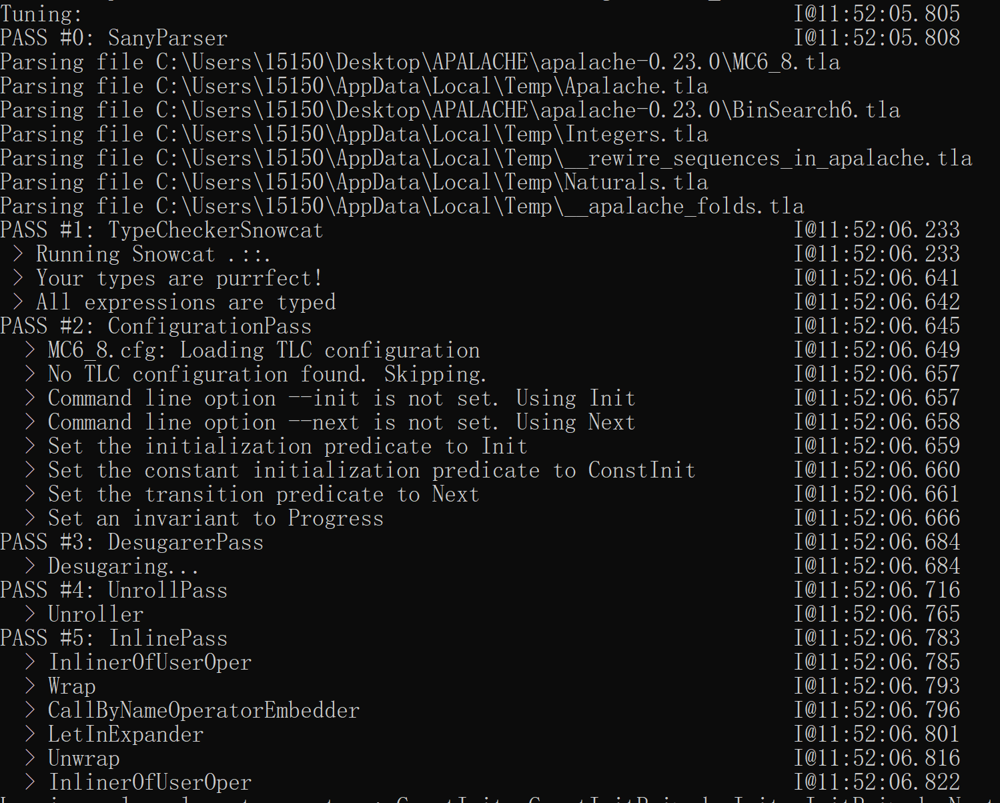 Tuning: I@11:52:05.805
PASS #0: SanyParser I@11:52:05.808
Parsing file C:\Users\15150\Desktop\APALACHE\apalache-0.23.0\MC6_8.tla
Parsing file C:\Users\15150\AppData\Local\Temp\Apalache.tla
Parsing file C:\Users\15150\Desktop\APALACHE\apalache-0.23.0\BinSearch6.tla
Parsing file C:\Users\15150\AppData\Local\Temp\Integers.tla
Parsing file C:\Users\15150\AppData\Local\Temp\__rewire_sequences_in_apalache.tla
Parsing file C:\Users\15150\AppData\Local\Temp\Naturals.tla
Parsing file C:\Users\15150\AppData\Local\Temp\__apalache_folds.tla
PASS #1: TypeCheckerSnowcat I@11:52:06.233
> Running Snowcat .::. I@11:52:06.233
> Your types are purrfect! I@11:52:06.641
> All expressions are typed I@11:52:06.642
PASS #2: ConfigurationPass I@11:52:06.645
> MC6_8.cfg: Loading TLC configuration I@11:52:06.649
> No TLC configuration found. Skipping. I@11:52:06.657
> Command line option --init is not set. Using Init I@11:52:06.657
> Command line option --next is not set. Using Next I@11:52:06.658
> Set the initialization predicate to Init I@11:52:06.659
> Set the constant initialization predicate to ConstInit I@11:52:06.660
> Set the transition predicate to Next I@11:52:06.661
> Set an invariant to Progress I@11:52:06.666
PASS #3: DesugarerPass I@11:52:06.684
> Desugaring... I@11:52:06.684
PASS #4: UnrollPass I@11:52:06.716
> Unroller I@11:52:06.765
PASS #5: InlinePass I@11:52:06.783
> InlinerOfUserOper I@11:52:06.785
> Wrap I@11:52:06.793
> CallByNameOperatorEmbedder I@11:52:06.796
> LetInExpander I@11:52:06.801
> Unwrap I@11:52:06.816
> InlinerOfUserOper I@11:52:06.822